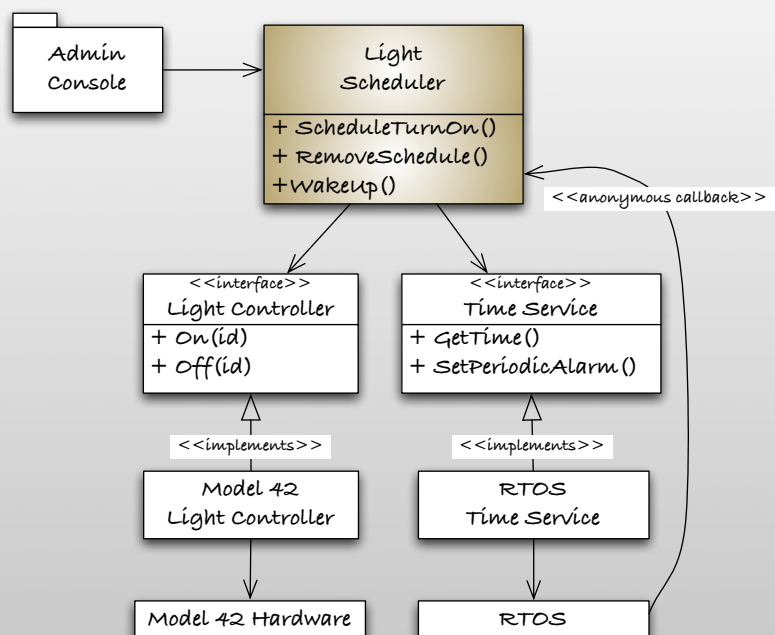 Admin
Console
Light
Scheduler
+ ScheduleTurnOn()
+ RemoveSchedule()
+WakeUp()
<<anonymous callback>>
<<interface>>
Light Controller
+ On(id)
+ Off(id)
<<interface>>
Time Service
+ GetTime()
+ SetPeriodicAlarm()
<<implements>>
<<implements>>
Model 42
Light Controller
RTOS
Time Service
Model 42 Hardware
RTOS